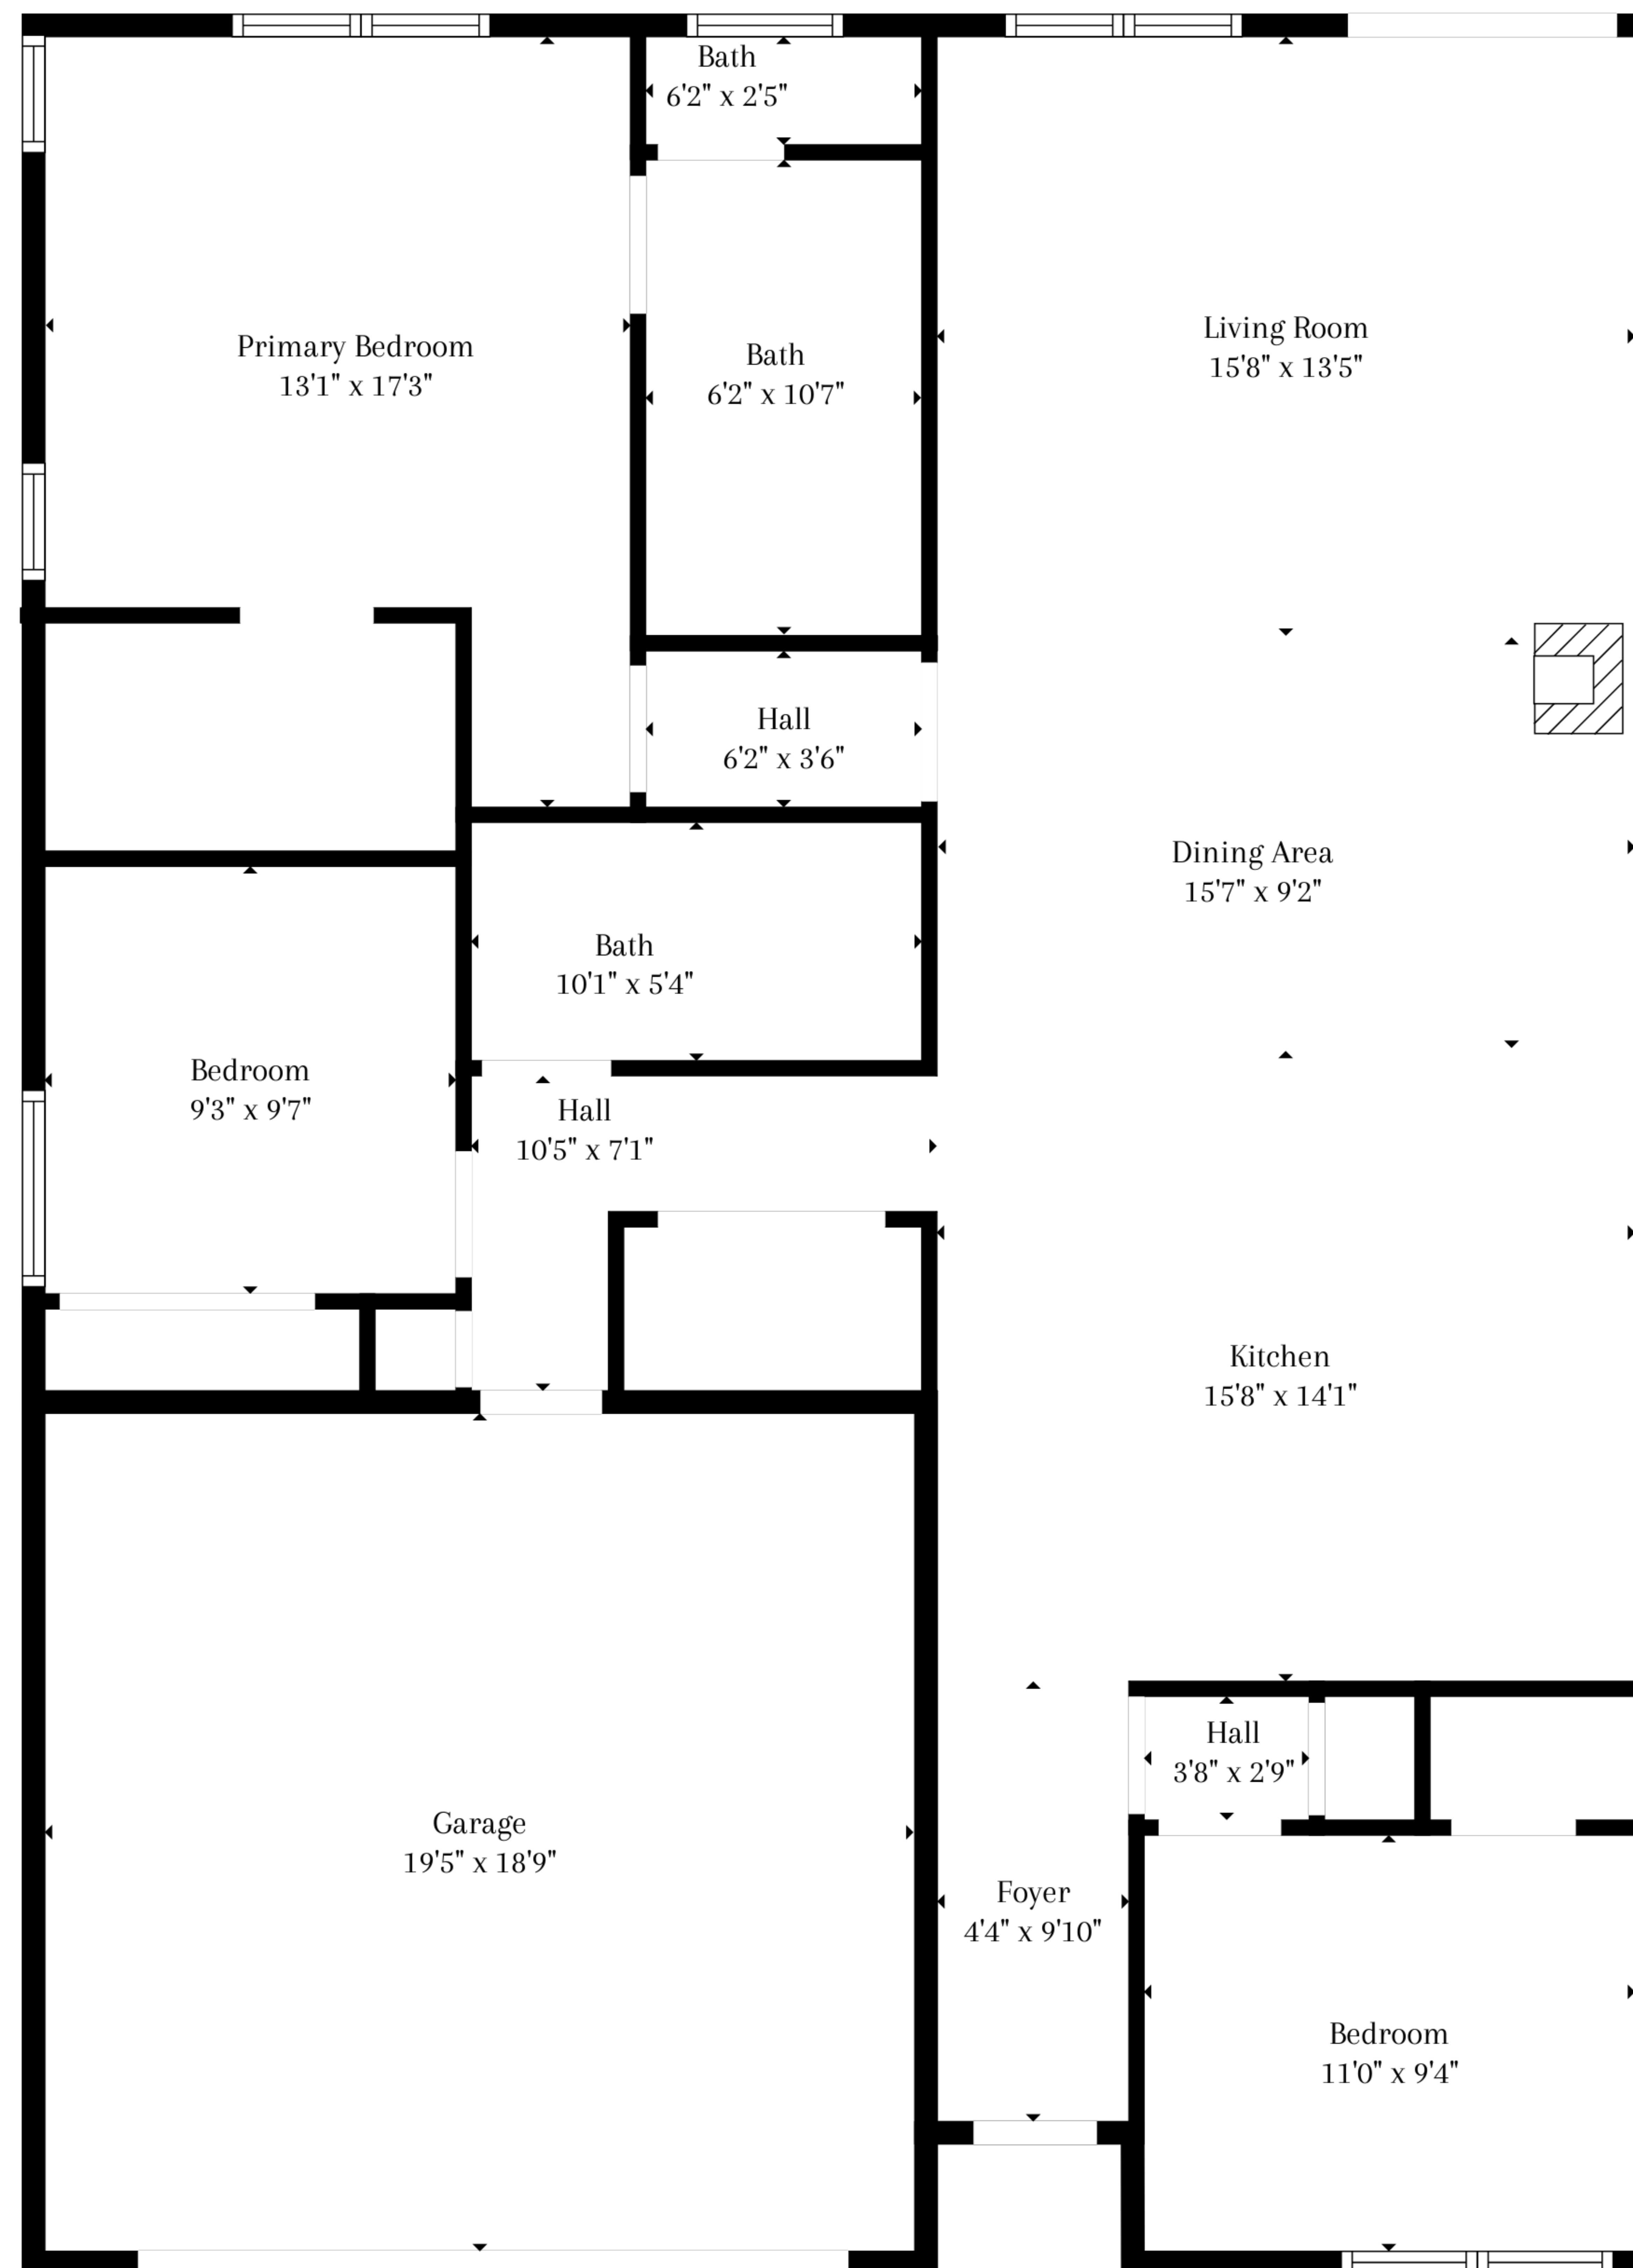 Bath
6'2" x 2'5"
Primary Bedroom
13'1" x 17'3"
Bath
6'2" x 10'7"
Living Room
15'8" x 13'5"
Hall
6'2" x 3'6"
Dining Area
15'7" x 9'2"
Bath
10'1" x 5'4"
Bedroom
9'3" x 9'7"
Hall
10'5" x 7'1"
Kitchen
15'8" x 14'1"
Hall
3'8" x 2'9"
Garage
19'5" x 18'9"
Foyer
4'4" x 9'10"
Bedroom
11'0" x 9'4"